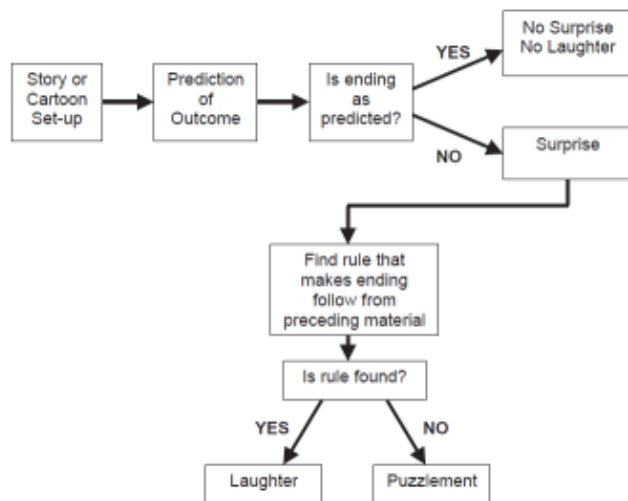 Story or
Cartoon
Set-up
Prediction
of
Outcome
Is ending
as
predicted?
YES
No Surprise
No Laughter
NO
Surprise
Find rule that
makes ending
follow from
preceding material
Is rule found?
YES
NO
Laughter
Puzzlement